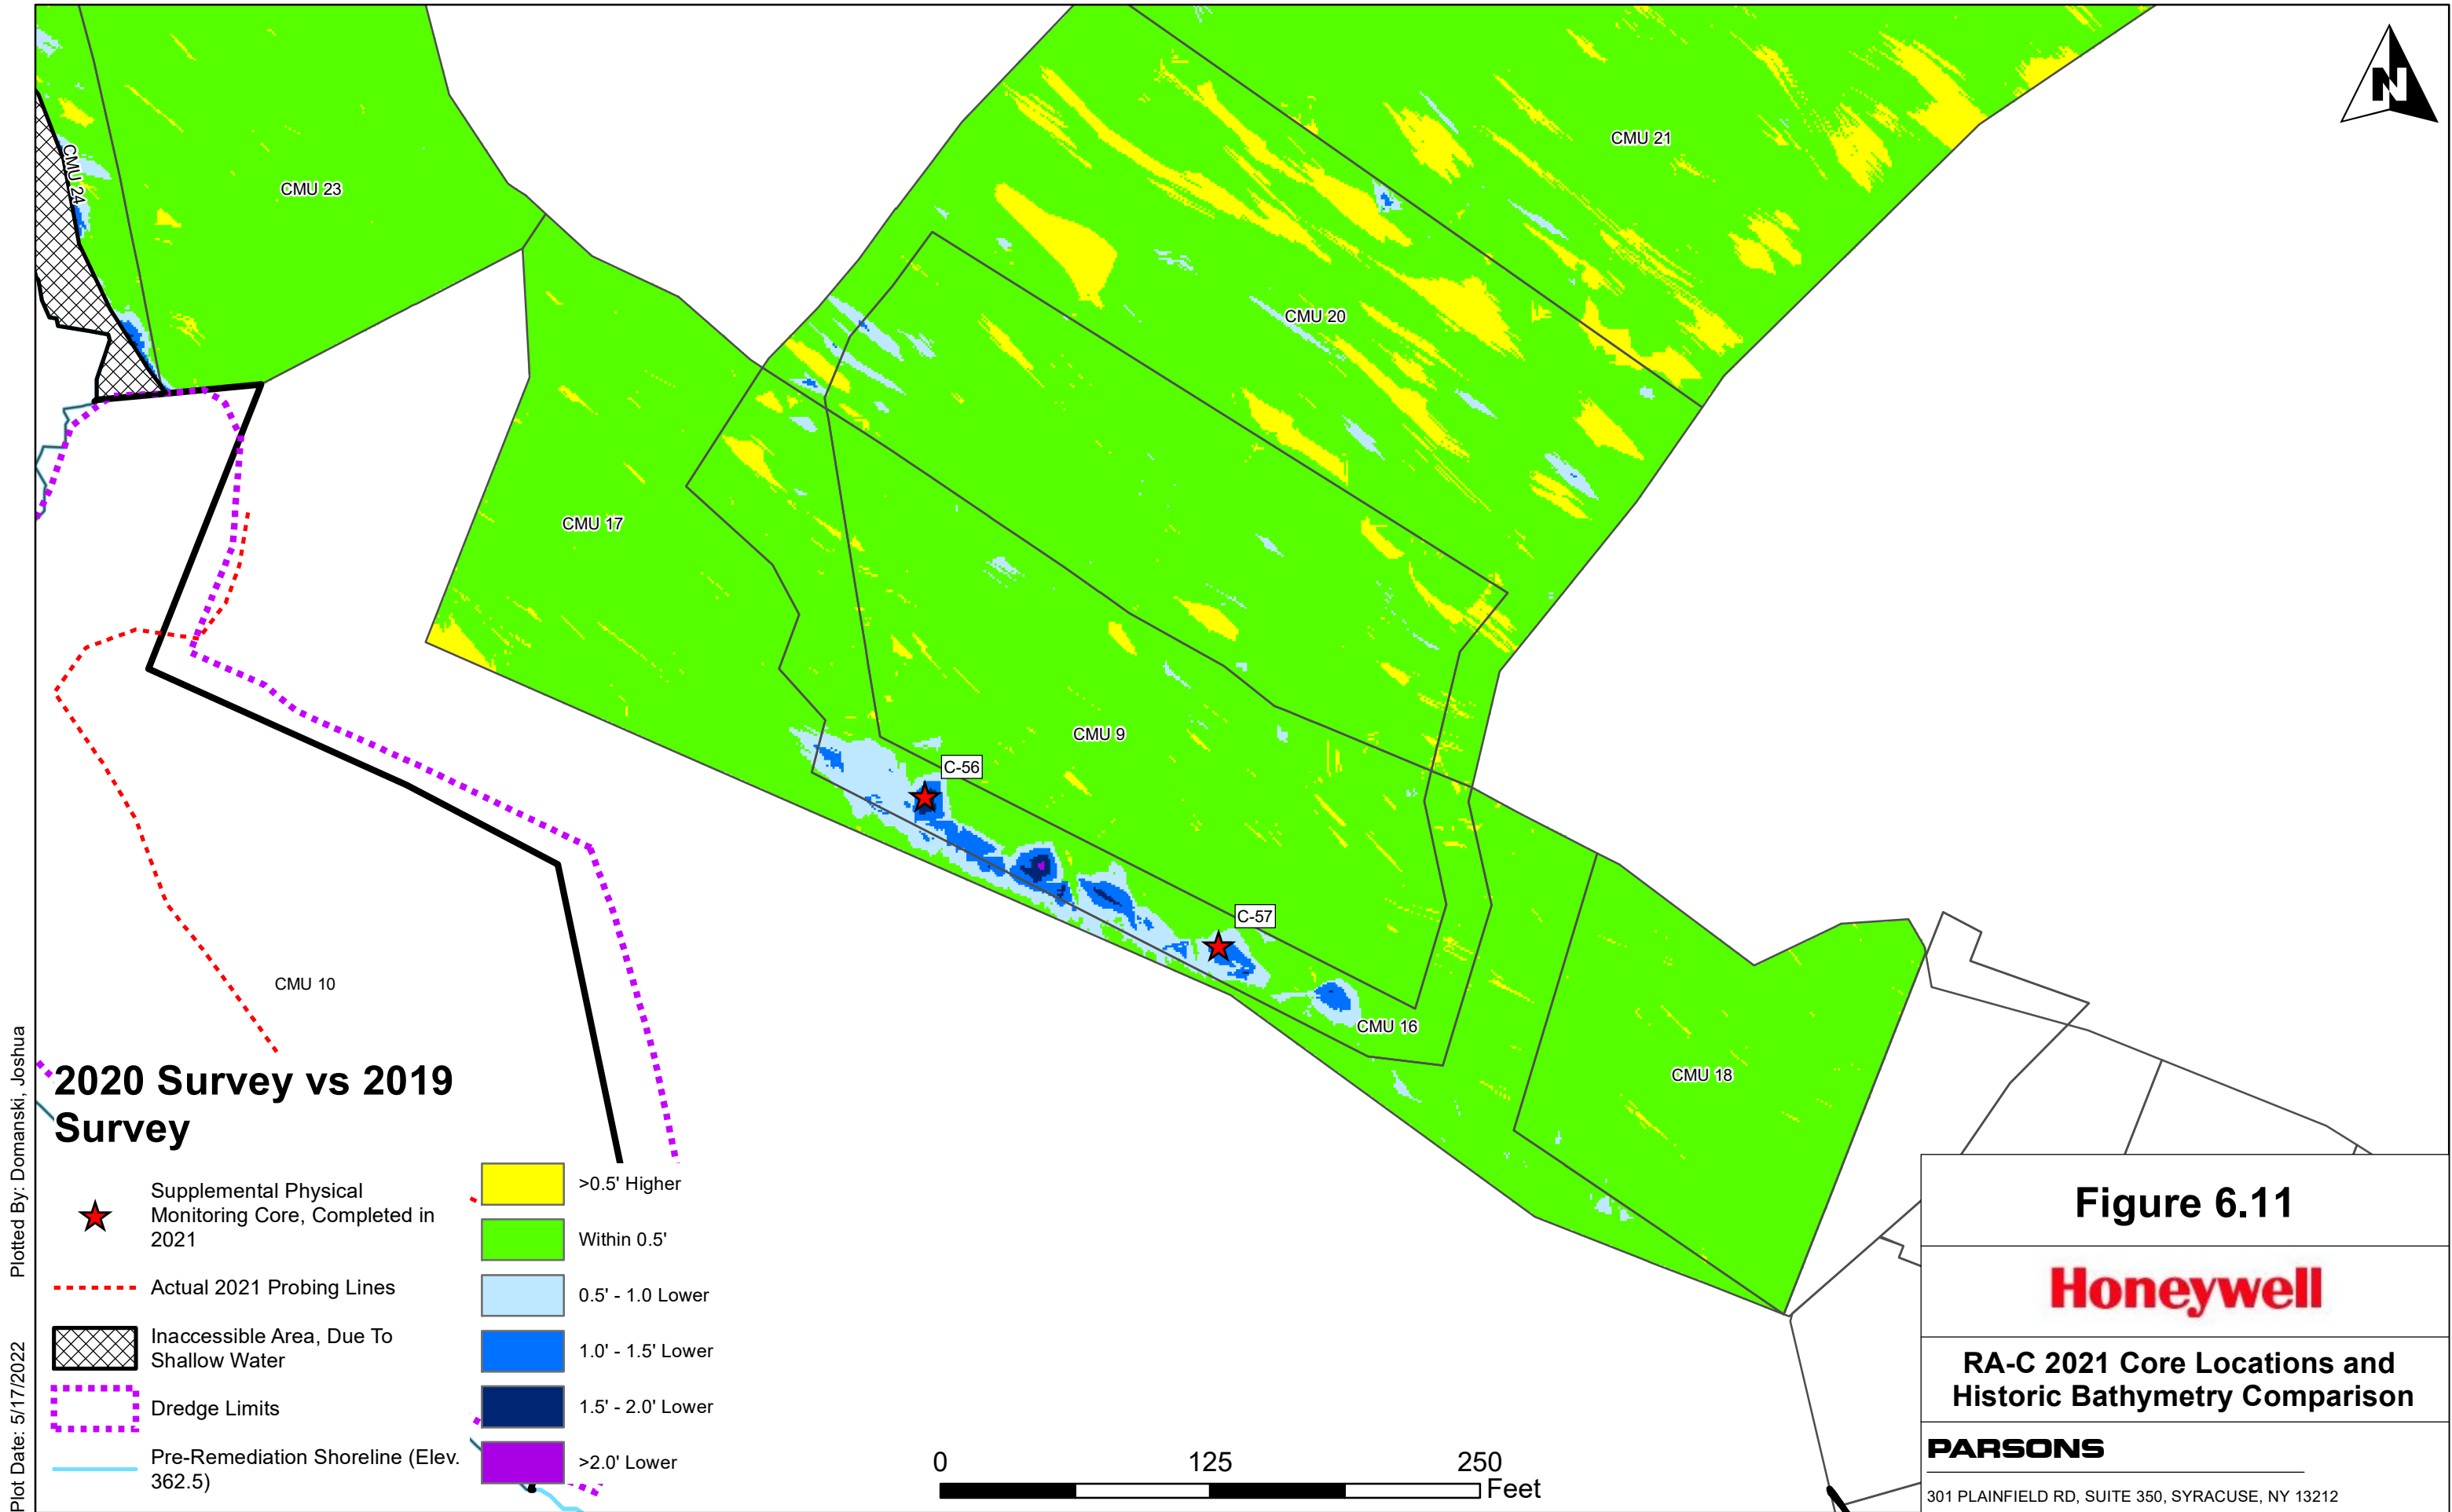 N
CMU 21
CMU 24
CMU 23
CMU 20
CMU 17
CMU 9
C-56
C-57
CMU 10
CMU 16
CMU 18
2020 Survey vs 2019
Survey
Supplemental Physical
Monitoring Core, Completed in
2021
Actual 2021 Probing Lines
Inaccessible Area, Due To
Shallow Water
Dredge Limits
Pre-Remediation Shoreline (Elev.
362.5)
>0.5' Higher
Within 0.5'
0.5' - 1.0 Lower
1.0' - 1.5' Lower
1.5' - 2.0' Lower
>2.0' Lower
0 125 250
Feet
Figure 6.11
Honeywell
RA-C 2021 Core Locations and
Historic Bathymetry Comparison
PARSONS
301 PLAINFIELD RD, SUITE 350, SYRACUSE, NY 13212
Plot Date: 5/17/2022 Plotted By: Domanski, Joshua